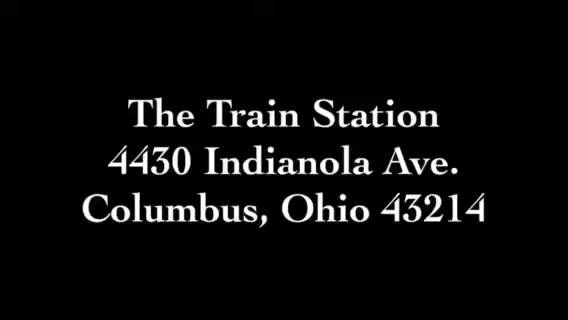 The Train Station
4430 Indianola Ave.
Columbus, Ohio 43214